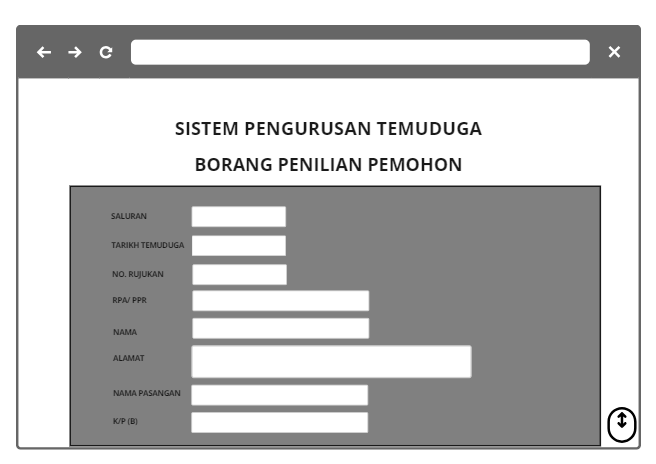 SISTEM PENGURUSAN TEMUDUGA
BORANG PENILIAN PEMOHON
SALURAN
TARIKH TEMUDUGA
NO. RUJUKAN
RPA/ PPR
NAMA
ALAMAT
NAMA PASANGAN
K/P (B)